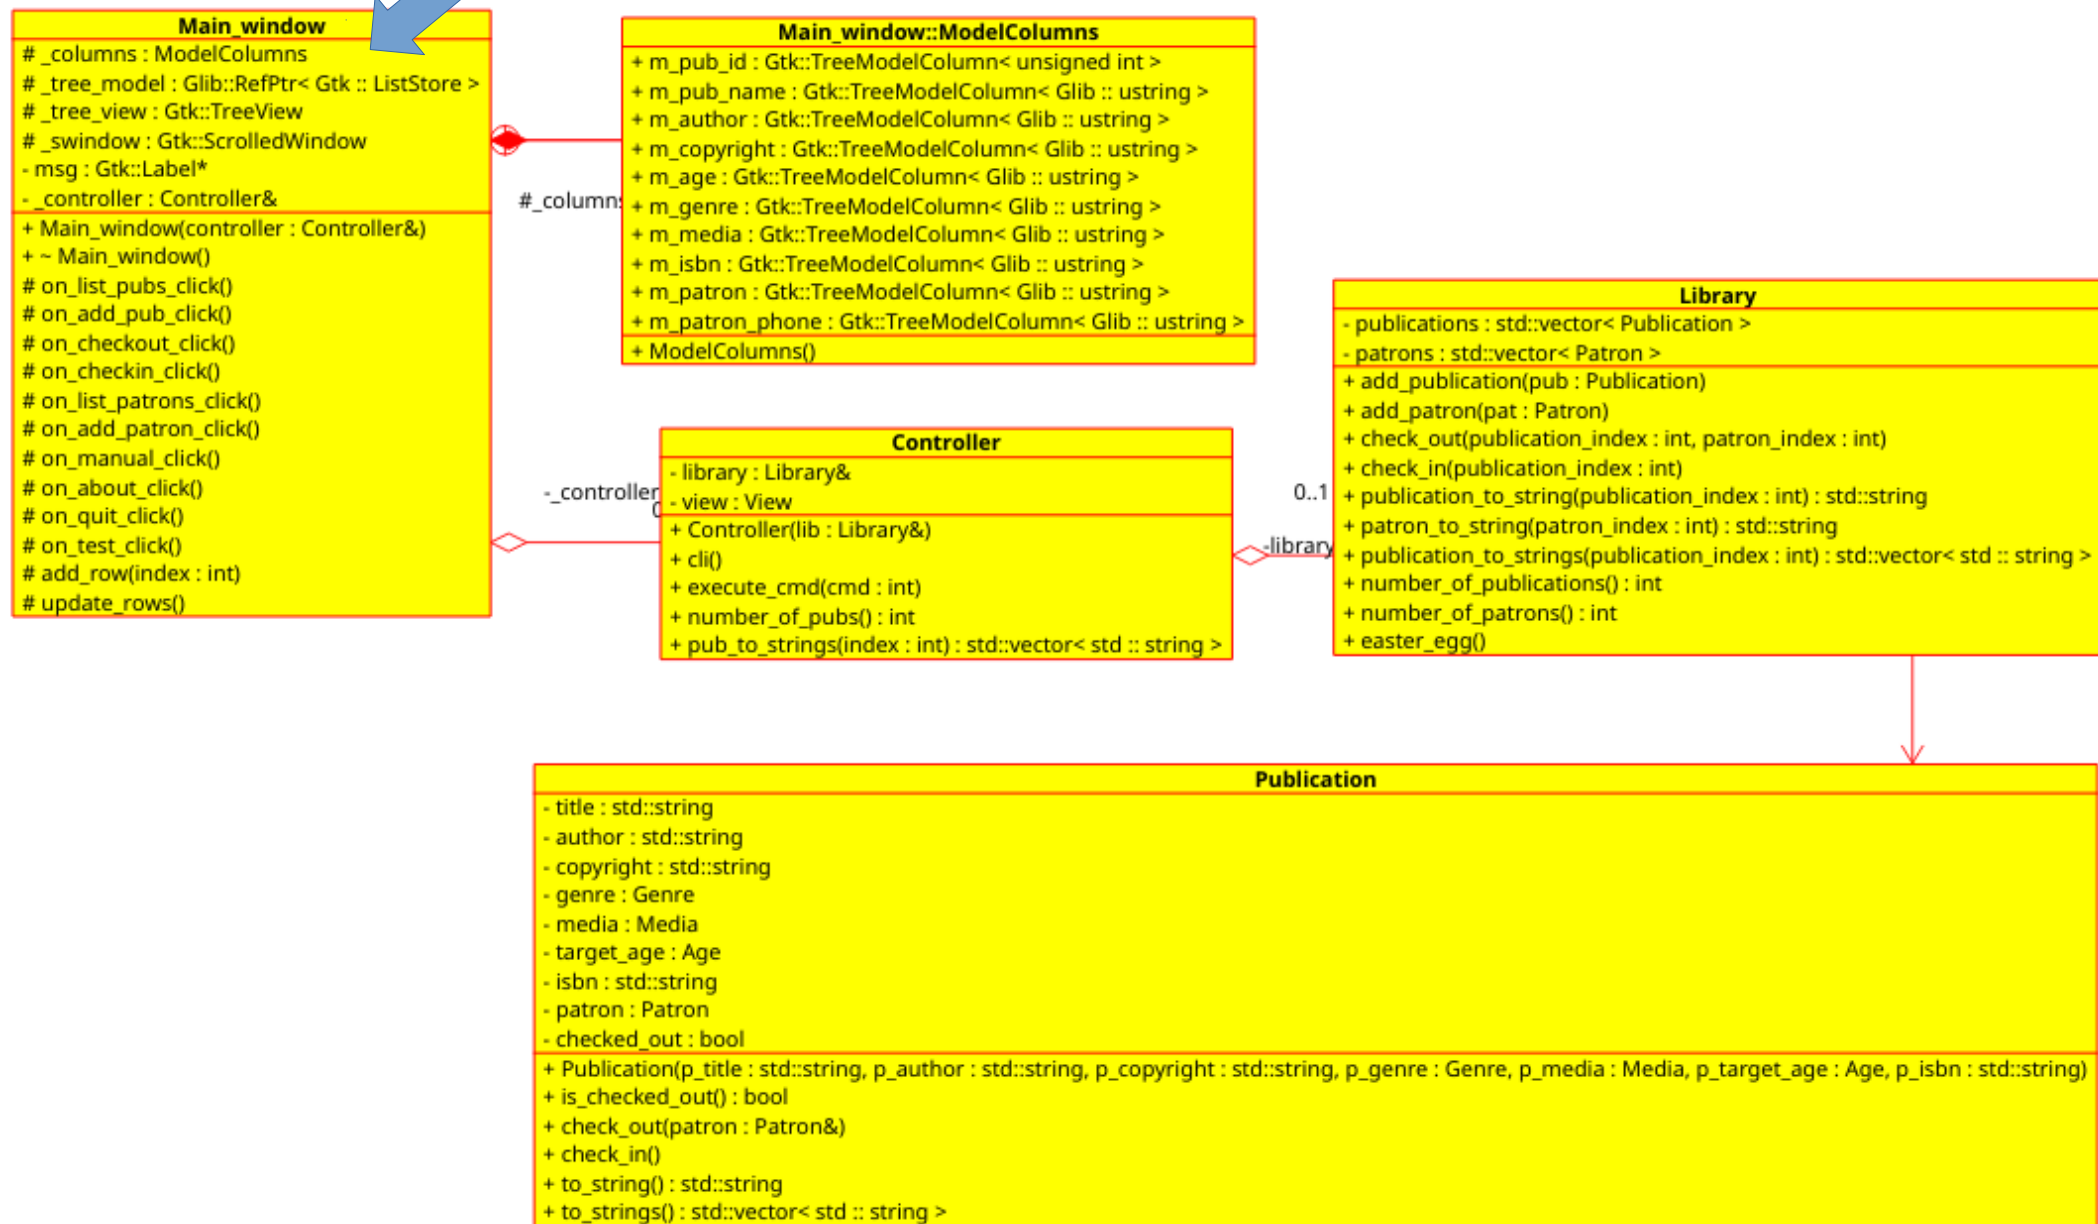 Main_window
# _columns : ModelColumns
# _tree_model : Glib::RefPtr< Gtk :: ListStore >
# _tree_view : Gtk::TreeView
# _swindow : Gtk::ScrolledWindow
- msg : Gtk::Label*
- _controller : Controller&
+ Main_window(controller : Controller&)
+ ~ Main_window()
# on_list_pubs_click()
# on_add_pub_click()
# on_checkout_click()
# on_checkin_click()
# on_list_patrons_click()
# on_add_patron_click()
# on_manual_click()
# on_about_click()
# on_quit_click()
# on_test_click()
# add_row(index : int)
# update_rows()
#_columns
Main_window::ModelColumns
+ m_pub_id : Gtk::TreeModelColumn< unsigned int >
+ m_pub_name : Gtk::TreeModelColumn< Glib :: ustring >
+ m_author : Gtk::TreeModelColumn< Glib :: ustring >
+ m_copyright : Gtk::TreeModelColumn< Glib :: ustring >
+ m_age : Gtk::TreeModelColumn< Glib :: ustring >
+ m_genre : Gtk::TreeModelColumn< Glib :: ustring >
+ m_media : Gtk::TreeModelColumn< Glib :: ustring >
+ m_isbn : Gtk::TreeModelColumn< Glib :: ustring >
+ m_patron : Gtk::TreeModelColumn< Glib :: ustring >
+ m_patron_phone : Gtk::TreeModelColumn< Glib :: ustring >
+ ModelColumns()
-_controller
Controller
- library : Library&
- view : View
+ Controller(lib : Library&)
+ cli()
+ execute_cmd(cmd : int)
+ number_of_pubs() : int
+ pub_to_strings(index : int) : std::vector< std :: string >
0..1
-library
Library
- publications : std::vector< Publication >
- patrons : std::vector< Patron >
+ add_publication(pub : Publication)
+ add_patron(pat : Patron)
+ check_out(publication_index : int, patron_index : int)
+ check_in(publication_index : int)
+ publication_to_string(publication_index : int) : std::string
+ patron_to_string(patron_index : int) : std::string
+ publication_to_strings(publication_index : int) : std::vector< std :: string >
+ number_of_publications() : int
+ number_of_patrons() : int
+ easter_egg()
Publication
- title : std::string
- author : std::string
- copyright : std::string
- genre : Genre
- media : Media
- target_age : Age
- isbn : std::string
- patron : Patron
- checked_out : bool
+ Publication(p_title : std::string, p_author : std::string, p_copyright : std::string, p_genre : Genre, p_media : Media, p_target_age : Age, p_isbn : std::string)
+ is_checked_out() : bool
+ check_out(patron : Patron&)
+ check_in()
+ to_string() : std::string
+ to_strings() : std::vector< std :: string >